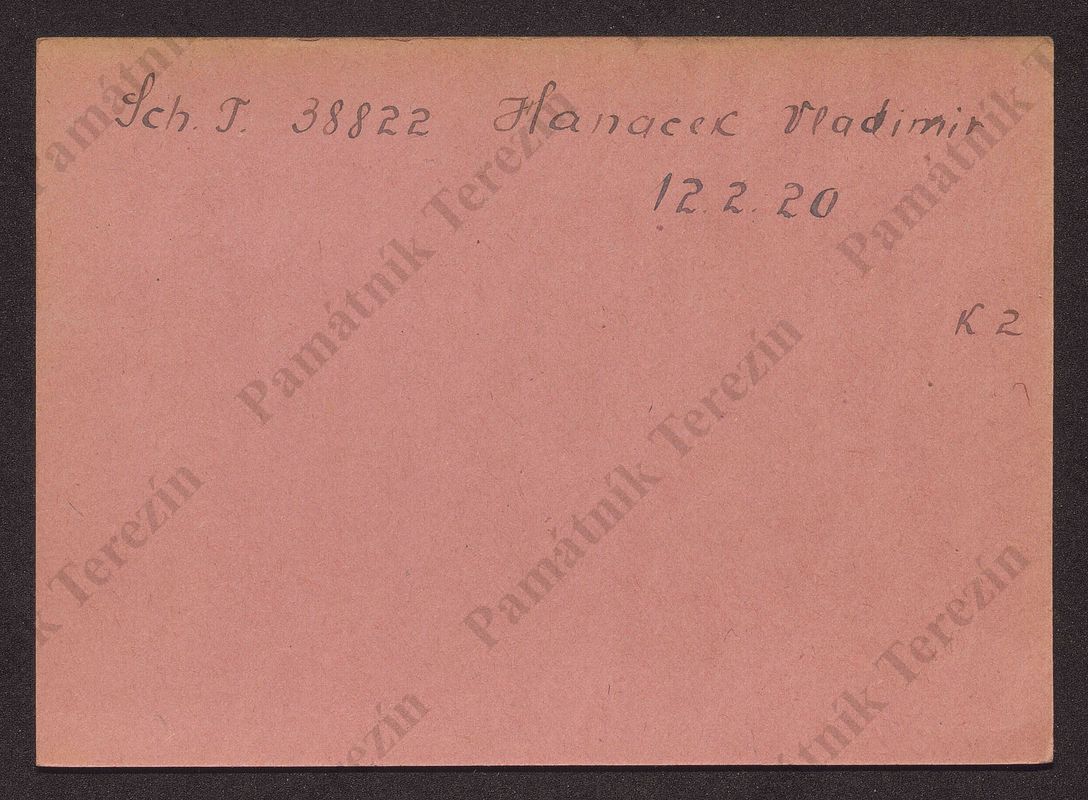 Sch. T. 38822 Hanacek Vladimir
12.2.20
K 2
Památník Terezín